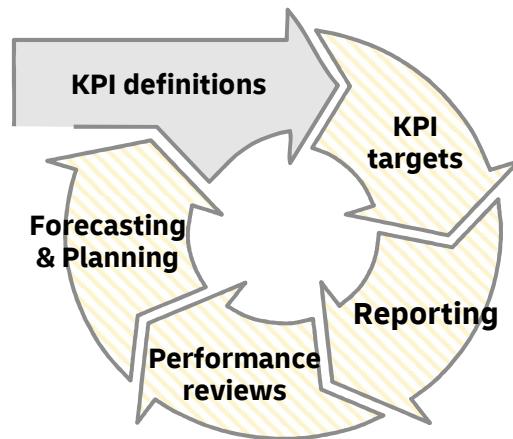 KPI definitions
KPI
targets
Reporting
Performance
reviews
Forecasting
& Planning